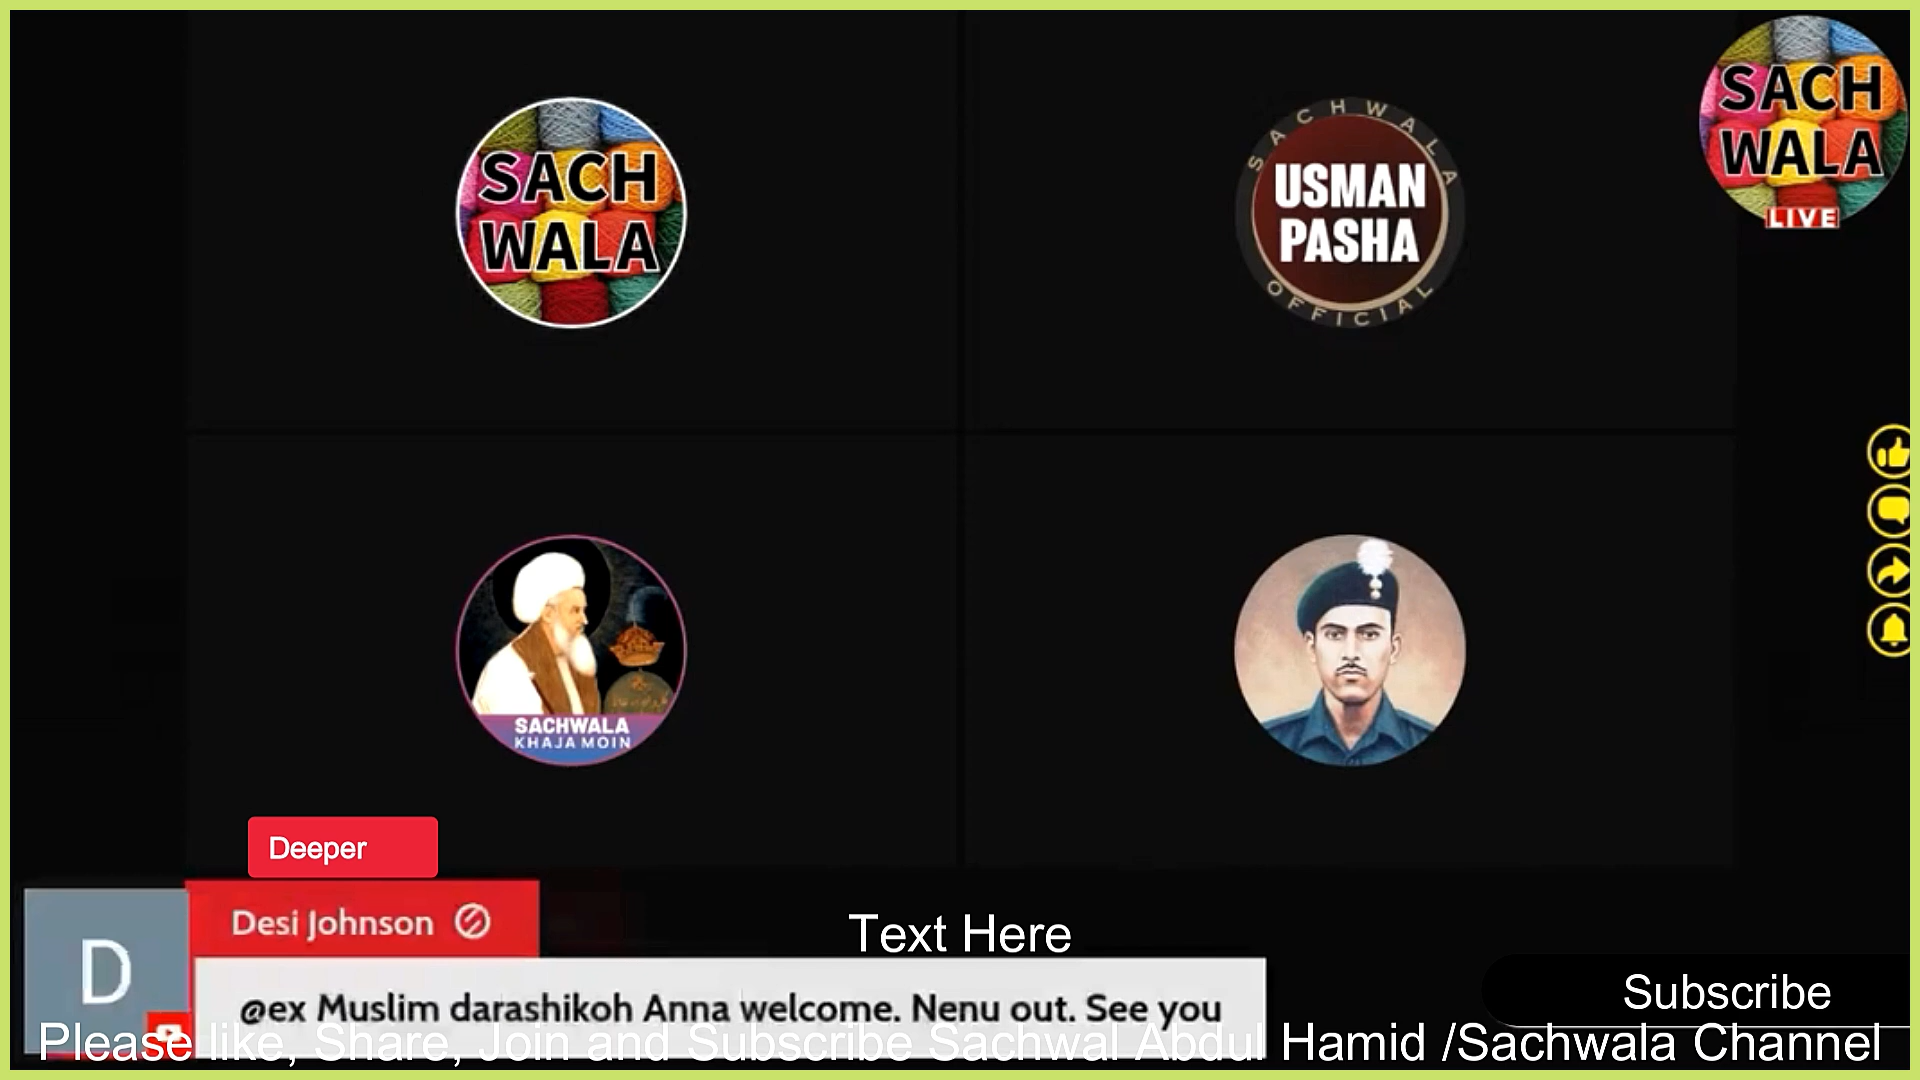 SACH
WALA
SACHWALA
USMAN
PASHA
OFFICIAL
SACH
WALA
LIVE
SACHWALA
KHAJA MOIN
Deeper
Desi Johnson
D
Text Here
@ex Muslim darashikoh Anna welcome. Nenu out. See you
Subscribe
Please like, Share, Join and Subscribe Sachwal Abdul Hamid /Sachwala Channel